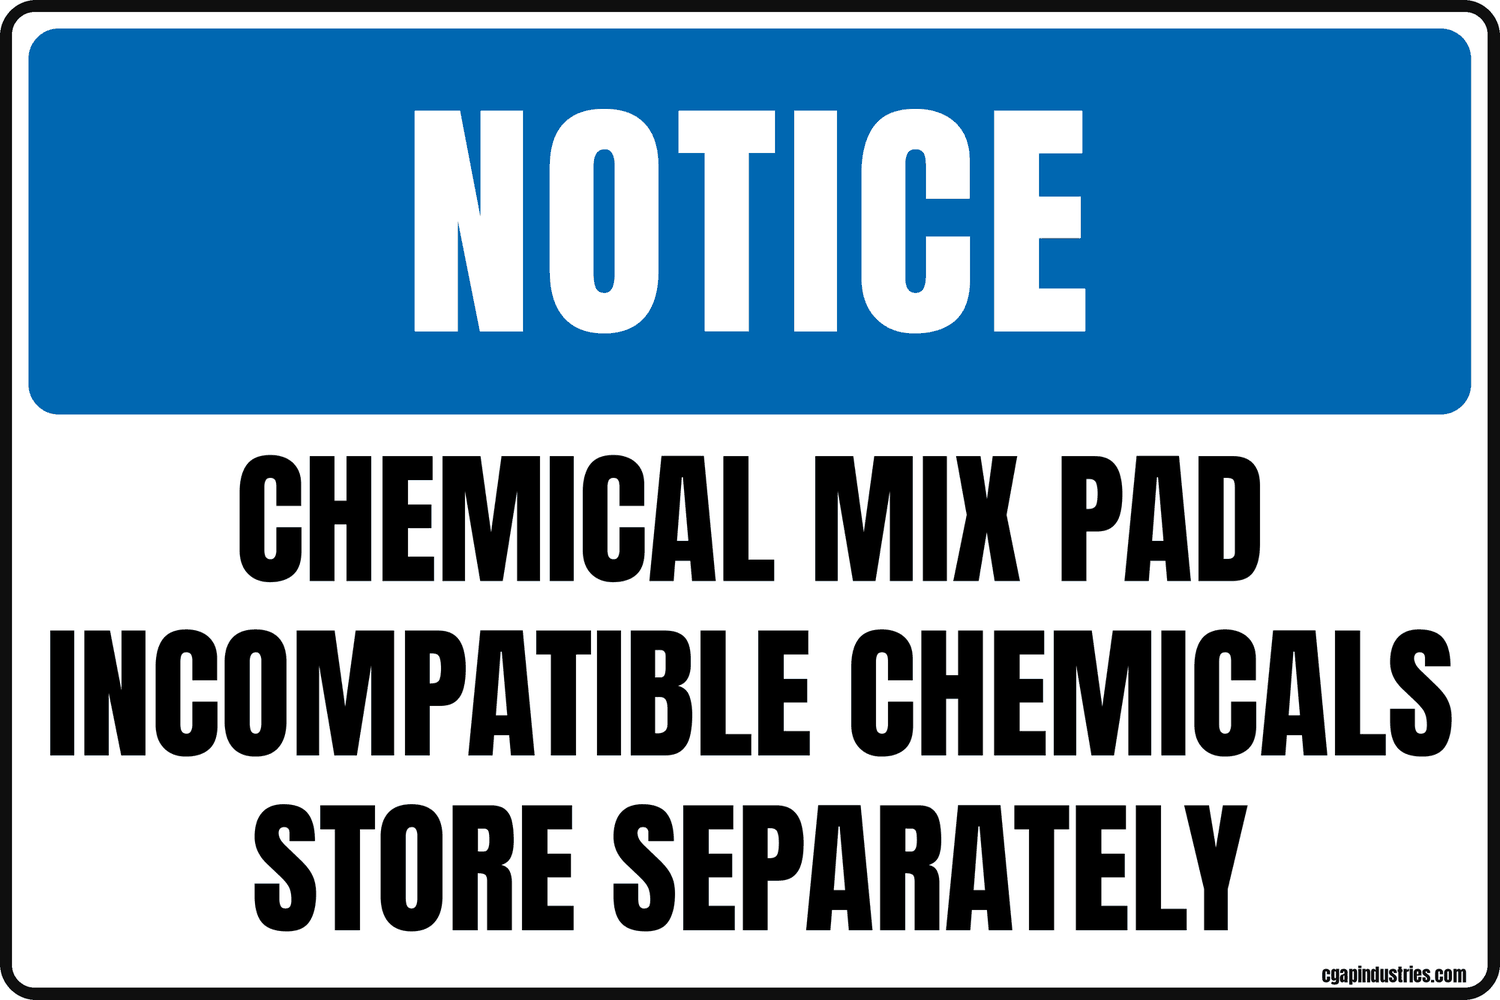 NOTICE
CHEMICAL MIX PAD
INCOMPATIBLE CHEMICALS
STORE SEPARATELY
cgapindustries.com